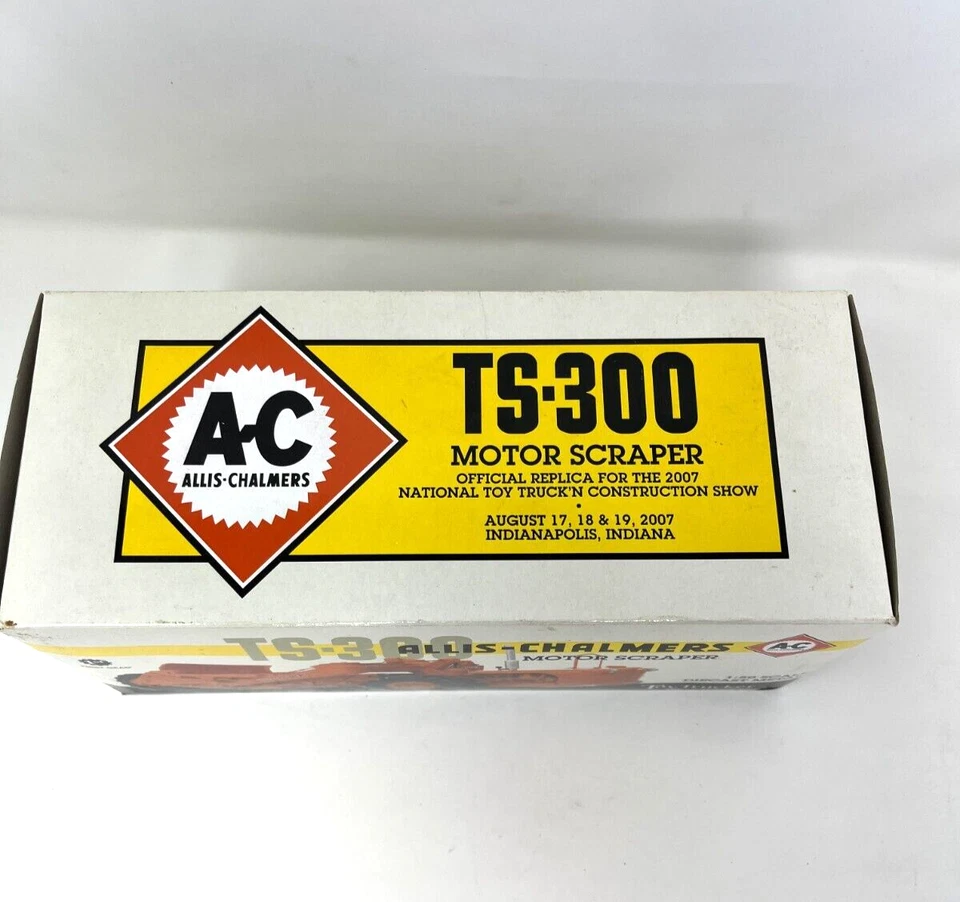 A-C
ALLIS-CHALMERS
TS-300
MOTOR SCRAPER
OFFICIAL REPLICA FOR THE 2007
NATIONAL TOY TRUCK'N CONSTRUCTION SHOW
•
AUGUST 17, 18 & 19, 2007
INDIANAPOLIS, INDIANA
TS-300 ALLIS-CHALMERS A-C
MOTOR SCRAPER